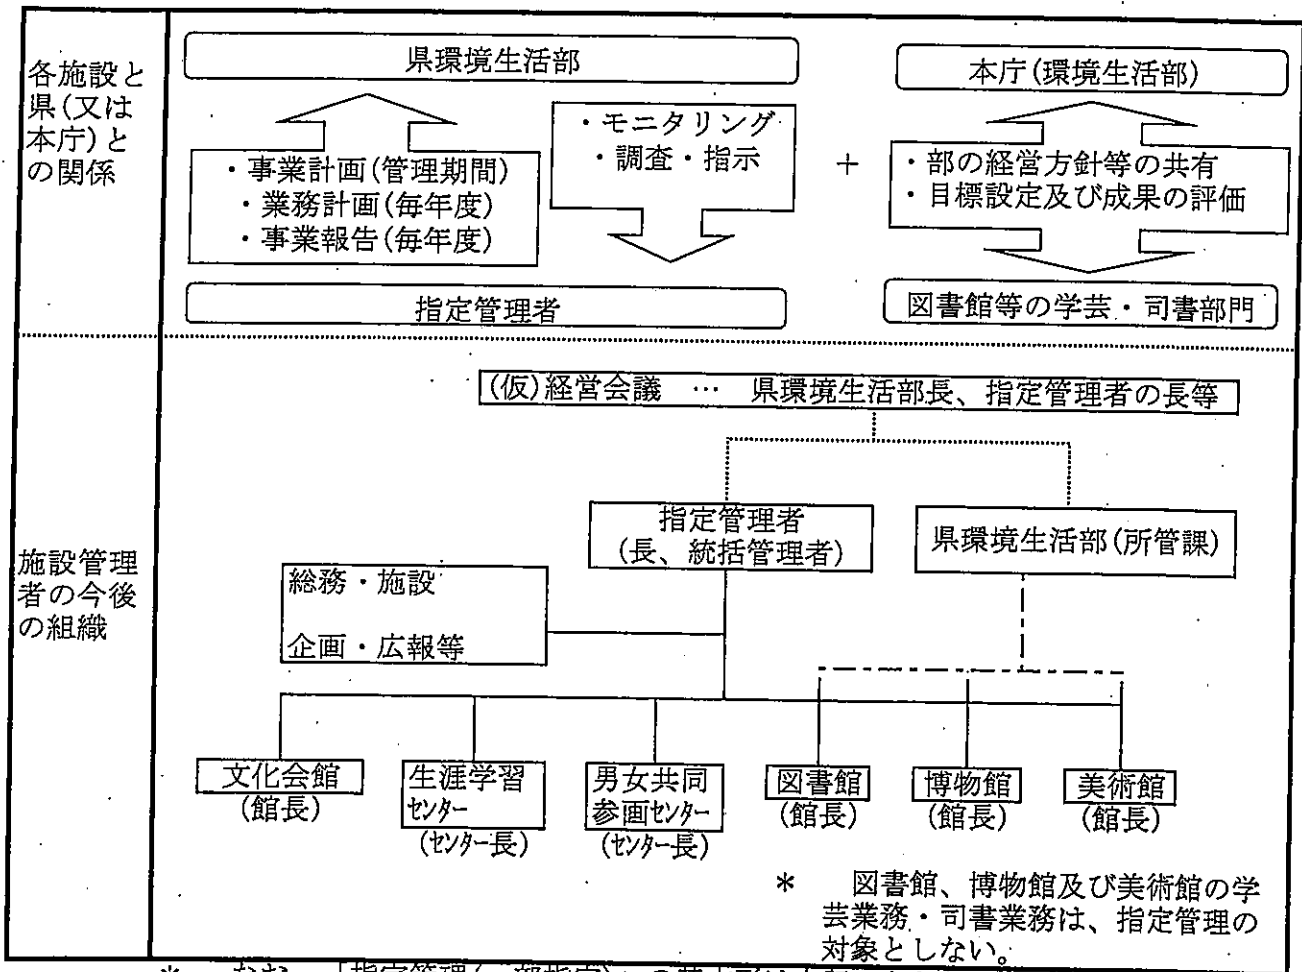 各施設と
県(又は
本庁)と
の関係
県環境生活部
本庁(環境生活部)
・事業計画(管理期間)
・業務計画(毎年度)
・事業報告(毎年度)
・モニタリング
・調査・指示
+
・部の経営方針等の共有
・目標設定及び成果の評価
指定管理者
図書館等の学芸・司書部門
施設管理
者の今後
の組織
(仮)経営会議 … 県環境生活部長、指定管理者の長等
指定管理者
(長、統括管理者)
県環境生活部(所管課)
総務・施設
企画・広報等
文化会館
(館長)
生涯学習
センター
(センター長)
男女共同
参画センター
(センター長)
図書館
(館長)
博物館
(館長)
美術館
(館長)
* 図書館、博物館及び美術館の学
芸業務・司書業務は、指定管理の
対象としない。